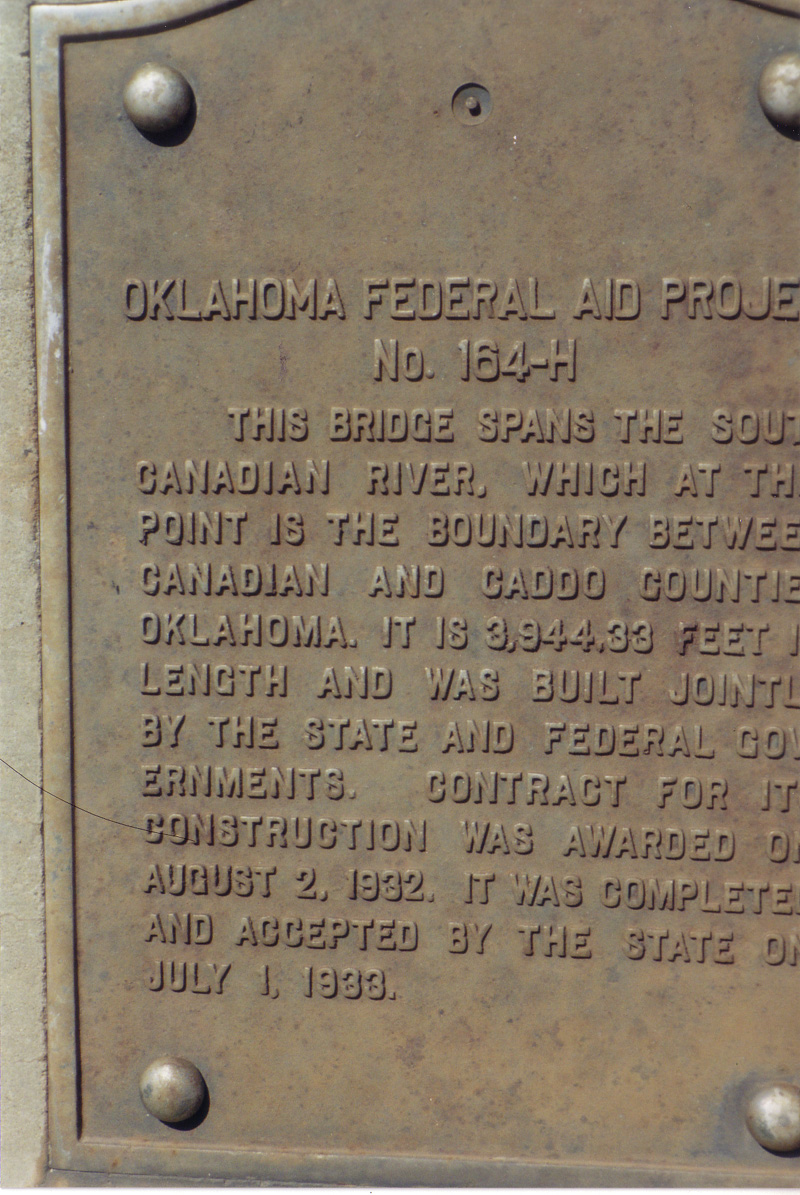 OKLAHOMA FEDERAL AID PROJE
No. 164-H
THIS BRIDGE SPANS THE SOUT
CANADIAN RIVER, WHICH AT TH
POINT IS THE BOUNDARY BETWEE
CANADIAN AND CADDO COUNTIE
OKLAHOMA. IT IS 3,944.33 FEET I
LENGTH AND WAS BUILT JOINTL
BY THE STATE AND FEDERAL GOV
ERNMENTS. CONTRACT FOR IT
CONSTRUCTION WAS AWARDED ON
AUGUST 2, 1932. IT WAS COMPLETE
AND ACCEPTED BY THE STATE ON
JULY 1, 1933.